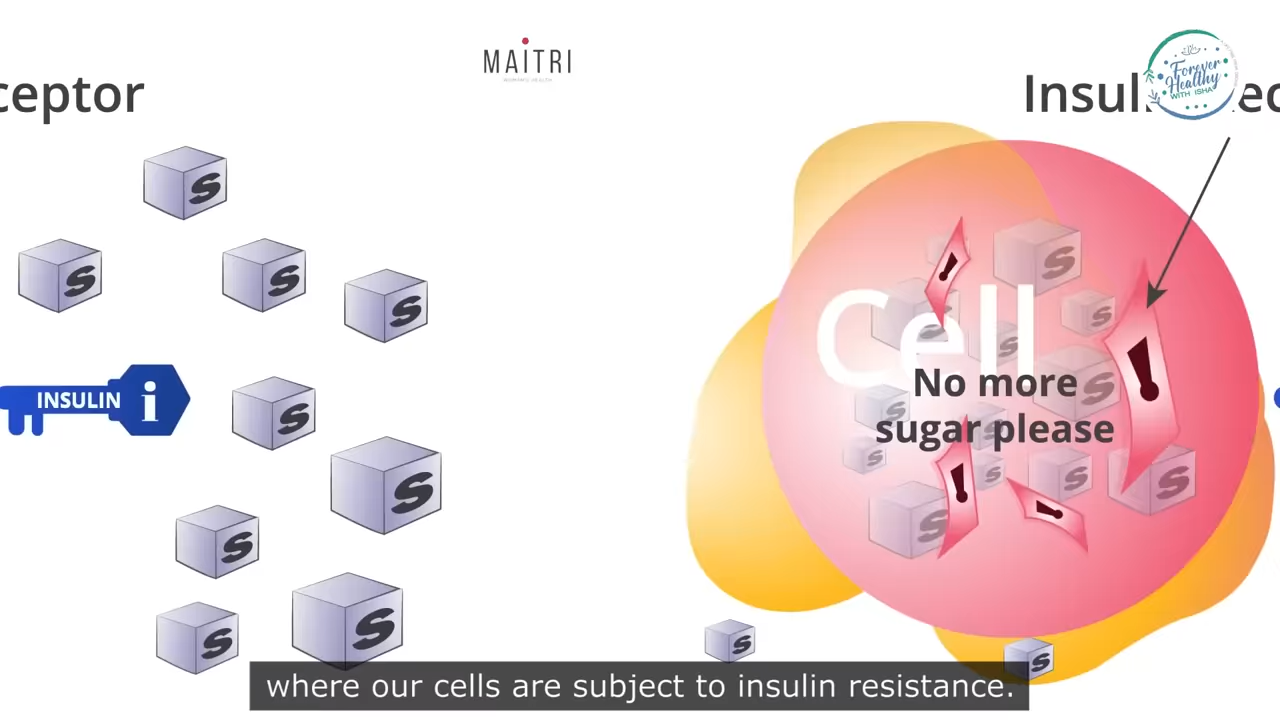 MAITRI
Forever
Healthy
WITH ISHA
ceptor
Insul
S
S
S
S
INSULIN i
S
S
S
S
S
Cell
No more
sugar please
!
!
!
!
S
S
S
S
S
S
S
S
S
S
S
S
S
S
where our cells are subject to insulin resistance.